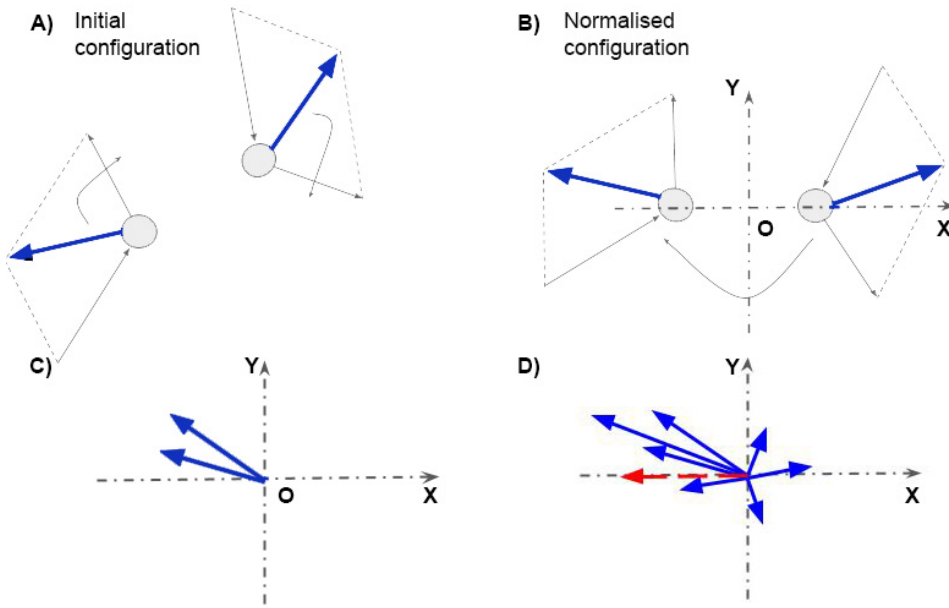 A) Initial
configuration
B) Normalised
configuration
Y
O
X
C)
Y
O
X
D)
Y
O
X